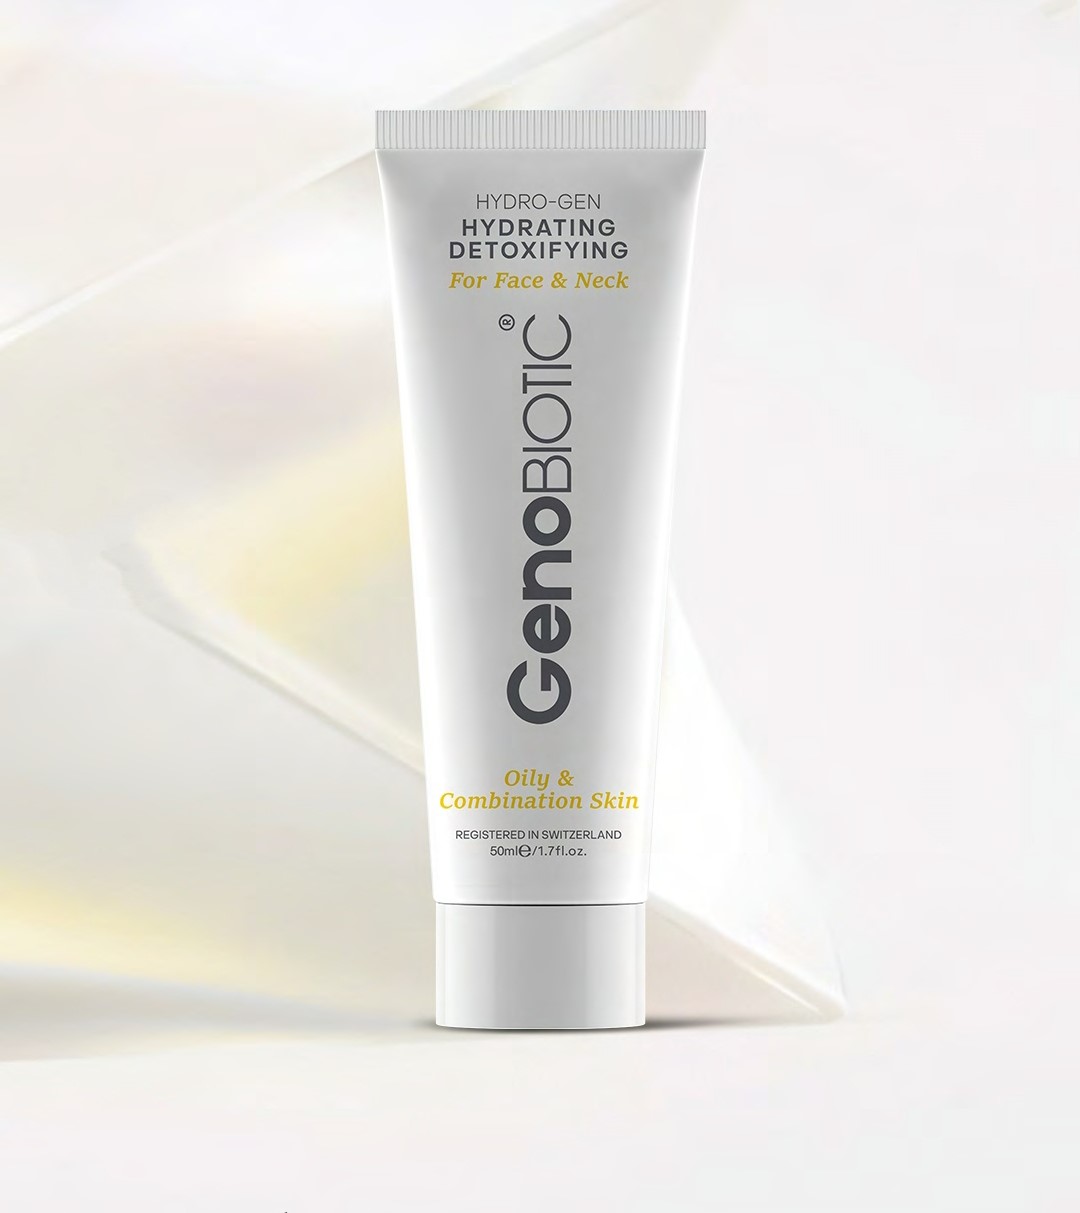 HYDRO-GEN
HYDRATING
DETOXIFYING
For Face & Neck
GenoBIOTIC®
Oily &
Combination Skin
REGISTERED IN SWITZERLAND
50ml℮/1.7fl.oz.